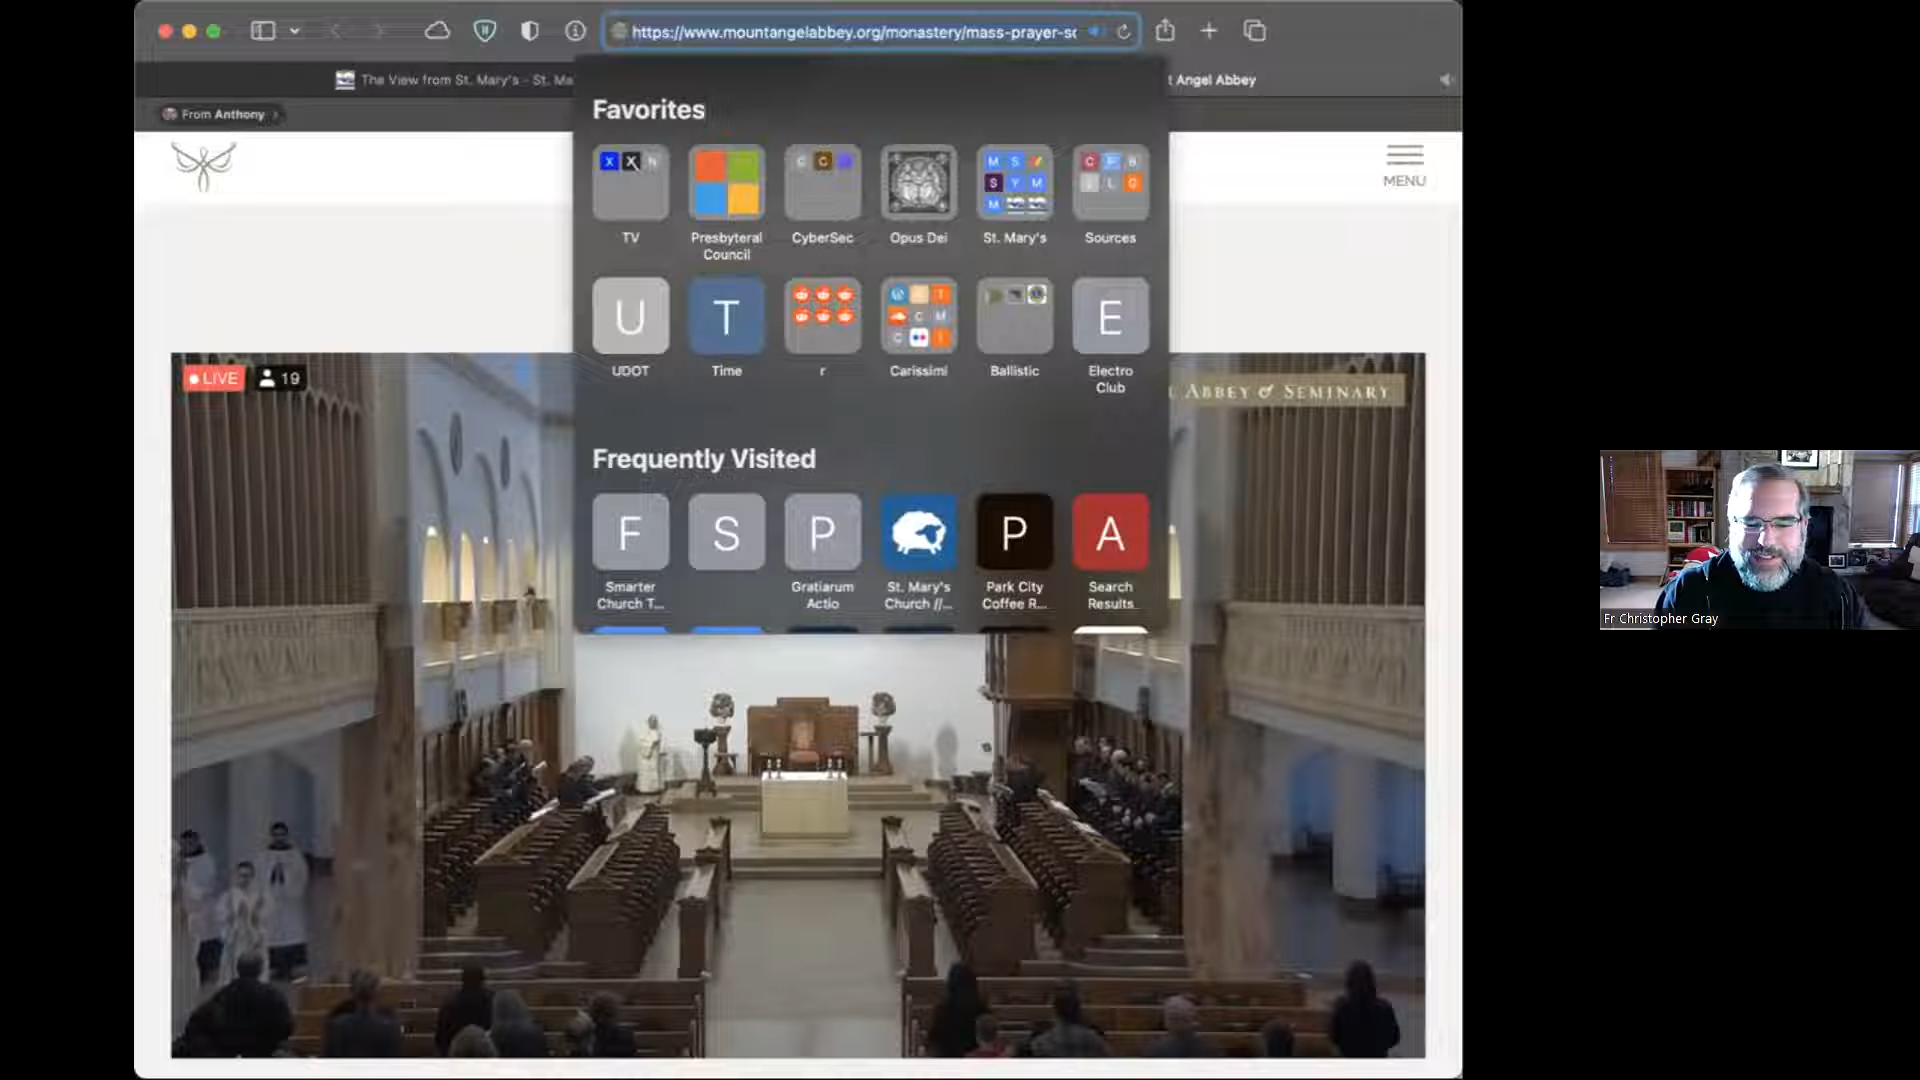 https://www.mountangelabbey.org/monastery/mass-prayer-sc
The View from St. Mary's - St. Ma
t Angel Abbey
From Anthony
MENU
Favorites
TV
Presbyteral Council
CyberSec
Opus Dei
St. Mary's
Sources
U
T
E
UDOT
Time
r
Carissimi
Ballistic
Electro Club
LIVE
19
ABBEY & SEMINARY
Frequently Visited
F
S
P
P
A
Smarter Church T...
Gratiarum Actio
St. Mary's Church //...
Park City Coffee R...
Search Results
Fr Christopher Gray